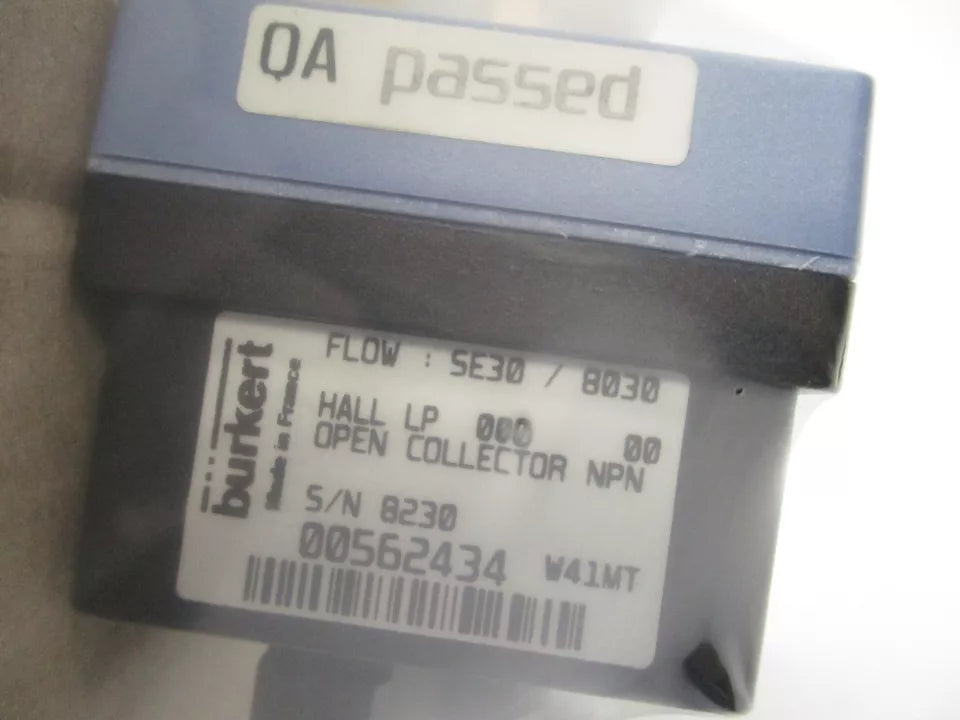 QA passed
burkert
Made in France
FLOW : SE30 / 8030
HALL LP 000 00
OPEN COLLECTOR NPN
S/N 8230
00562434 W41MT